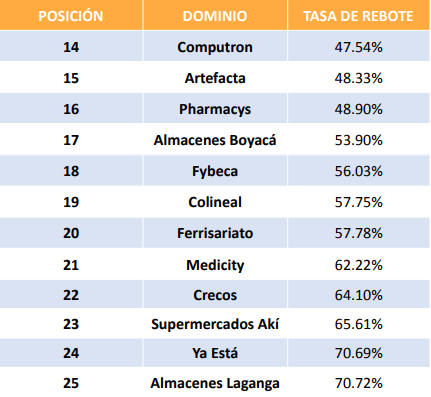 POSICIÓN DOMINIO TASA DE REBOTE
14 Computron 47.54%
15 Artefacta 48.33%
16 Pharmacys 48.90%
17 Almacenes Boyacá 53.90%
18 Fybeca 56.03%
19 Colineal 57.75%
20 Ferrisariato 57.78%
21 Medicity 62.22%
22 Crecos 64.10%
23 Supermercados Akí 65.61%
24 Ya Está 70.69%
25 Almacenes Laganga 70.72%